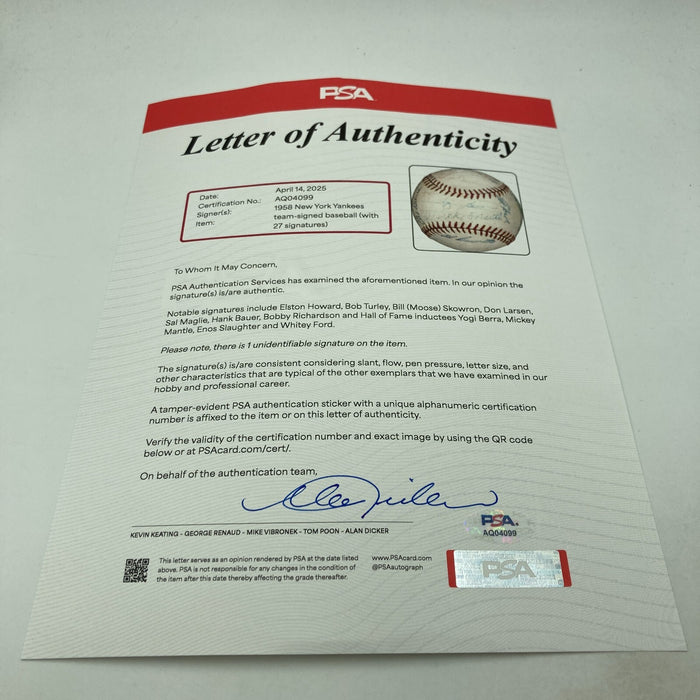 PSA
Letter of Authenticity
Date: April 14, 2025
Certification No.: AQ04099
Signer(s): 1958 New York Yankees
Item: team-signed baseball (with
27 signatures)
To Whom It May Concern,
PSA Authentication Services has examined the aforementioned item. In our opinion the
signature(s) is/are authentic.
Notable signatures include Elston Howard, Bob Turley, Bill (Moose) Skowron, Don Larsen,
Sal Maglie, Hank Bauer, Bobby Richardson and Hall of Fame inductees Yogi Berra, Mickey
Mantle, Enos Slaughter and Whitey Ford.
Please note, there is 1 unidentifiable signature on the item.
The signature(s) is/are consistent considering slant, flow, pen pressure, letter size, and
other characteristics that are typical of the other exemplars that we have examined in our
hobby and professional career.
A tamper-evident PSA authentication sticker with a unique alphanumeric certification
number is affixed to the item or on this letter of authenticity.
Verify the validity of the certification number and exact image by using the QR code
below or at PSAcard.com/cert/.
On behalf of the authentication team,
KEVIN KEATING - GEORGE RENAUD - MIKE VIBRONEK - TOM POON - ALAN DICKER
PSA
AQ04099
This letter serves as an opinion rendered by PSA at the date listed
above. PSA is not responsible for any changes in the condition of
the item after this date thereby affecting the grade thereafter.
www.PSAcard.com
@PSAautograph
PSA